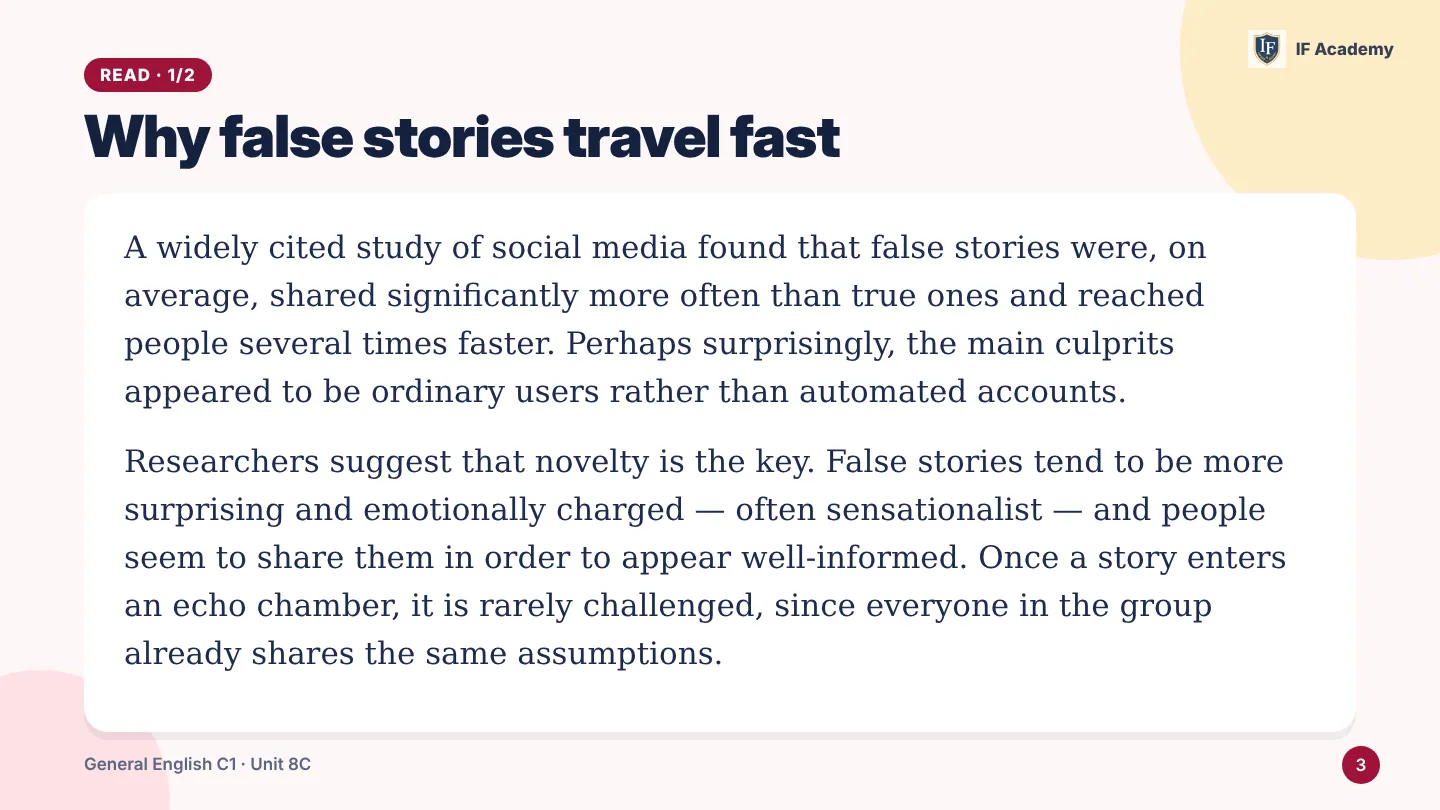 IF
IF Academy
READ · 1/2
Why false stories travel fast
A widely cited study of social media found that false stories were, on
average, shared significantly more often than true ones and reached
people several times faster. Perhaps surprisingly, the main culprits
appeared to be ordinary users rather than automated accounts.
Researchers suggest that novelty is the key. False stories tend to be more
surprising and emotionally charged — often sensationalist — and people
seem to share them in order to appear well-informed. Once a story enters
an echo chamber, it is rarely challenged, since everyone in the group
already shares the same assumptions.
General English C1 · Unit 8C
3